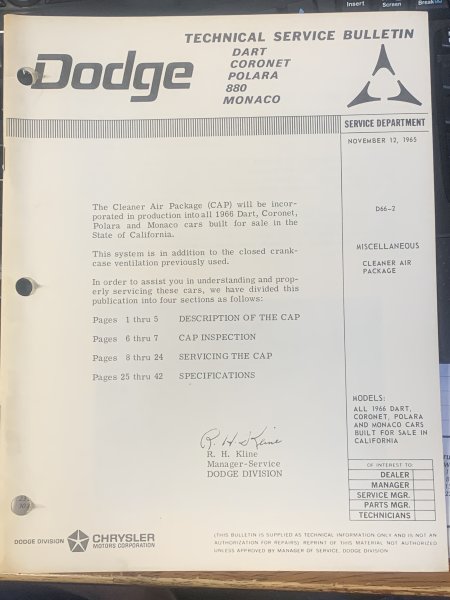 Insert
Screen
Break
TECHNICAL SERVICE BULLETIN
Dodge
DART
CORONET
POLARA
880
MONACO
SERVICE DEPARTMENT
NOVEMBER 12, 1965
D66-2
MISCELLANEOUS
CLEANER AIR
PACKAGE
The Cleaner Air Package (CAP) will be incor-
porated in production into all 1966 Dart, Coronet,
Polara and Monaco cars built for sale in the
State of California.
This system is in addition to the closed crank-
case ventilation previously used.
In order to assist you in understanding and prop-
erly servicing these cars, we have divided this
publication into four sections as follows:
Pages 1 thru 5 DESCRIPTION OF THE CAP
Pages 6 thru 7 CAP INSPECTION
Pages 8 thru 24 SERVICING THE CAP
Pages 25 thru 42 SPECIFICATIONS
R. H. Kline
R. H. Kline
Manager-Service
DODGE DIVISION
MODELS:
ALL 1966 DART,
CORONET, POLARA
AND MONACO CARS
BUILT FOR SALE IN
CALIFORNIA
OF INTEREST TO:
DEALER
MANAGER
SERVICE MGR.
PARTS MGR.
TECHNICIANS
DODGE DIVISION
CHRYSLER
MOTORS CORPORATION
(THIS BULLETIN IS SUPPLIED AS TECHNICAL INFORMATION ONLY AND IS NOT AN
AUTHORIZATION FOR REPAIRS). REPRINT OF THIS MATERIAL NOT AUTHORIZED
UNLESS APPROVED BY MANAGER OF SERVICE, DODGE DIVISION